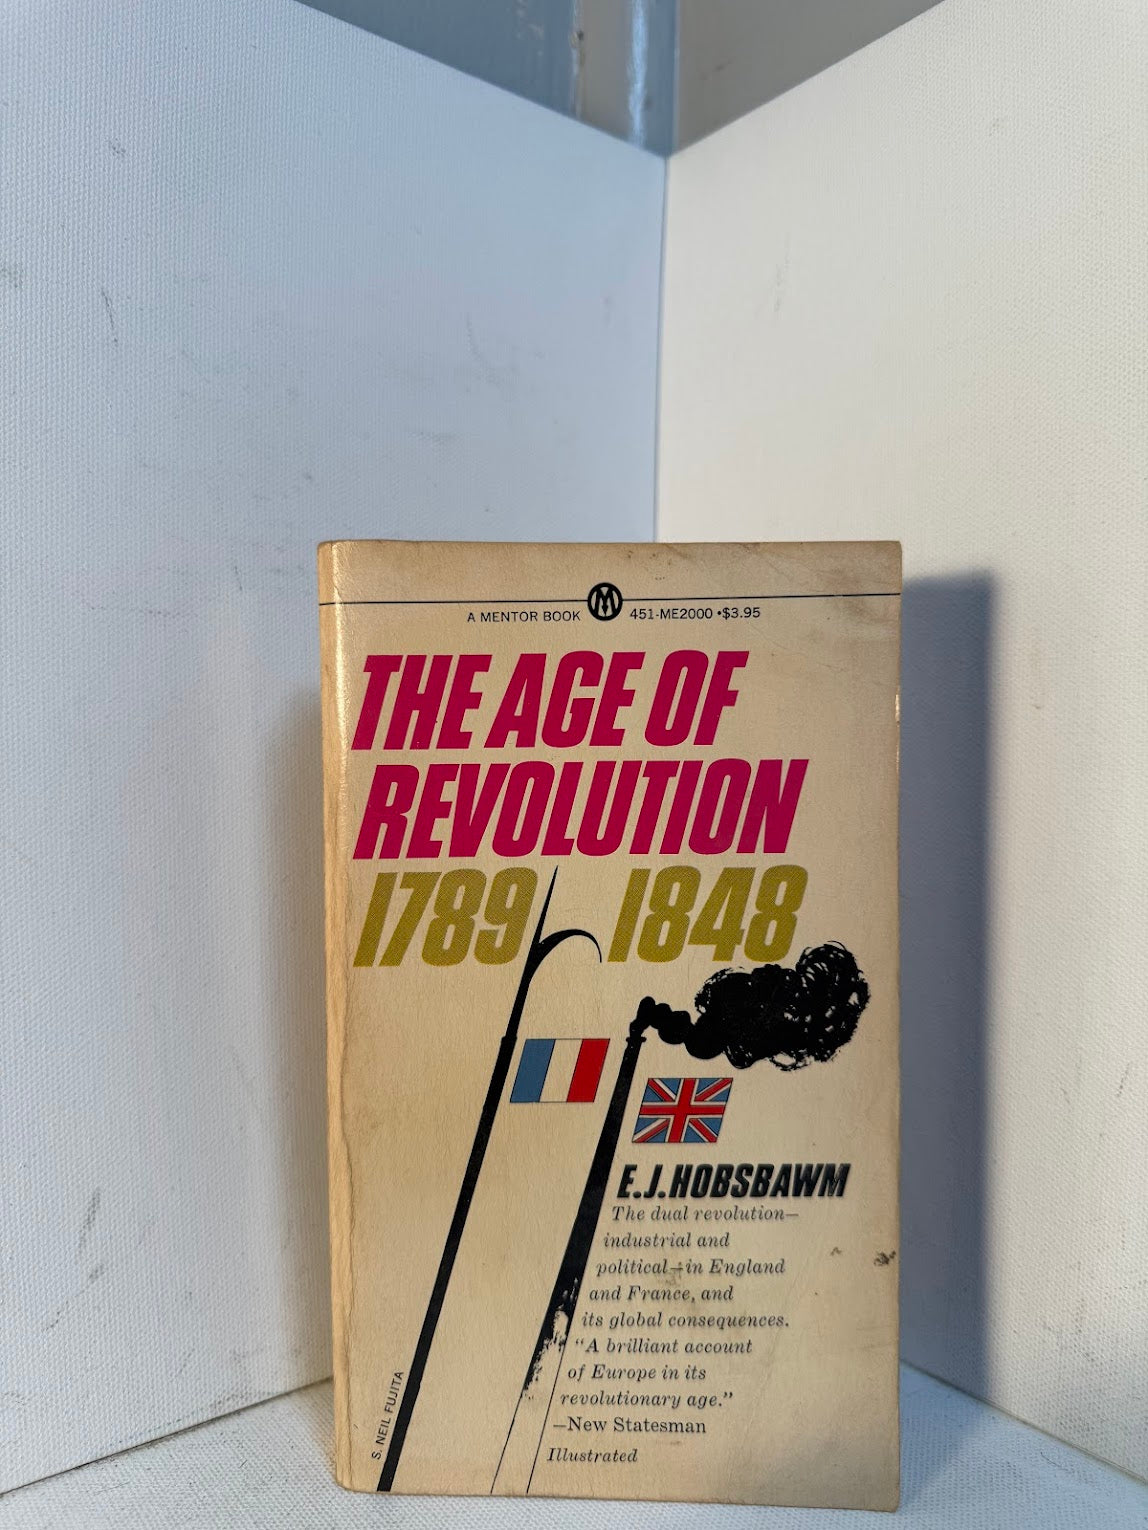 A MENTOR BOOK M 451-ME2000 •$3.95
THE AGE OF
REVOLUTION
1789 1848
E.J.HOBSBAWM
The dual revolution—
industrial and
political—in England
and France, and
its global consequences.
"A brilliant account
of Europe in its
revolutionary age."
—New Statesman
Illustrated
S. NEIL FUJITA